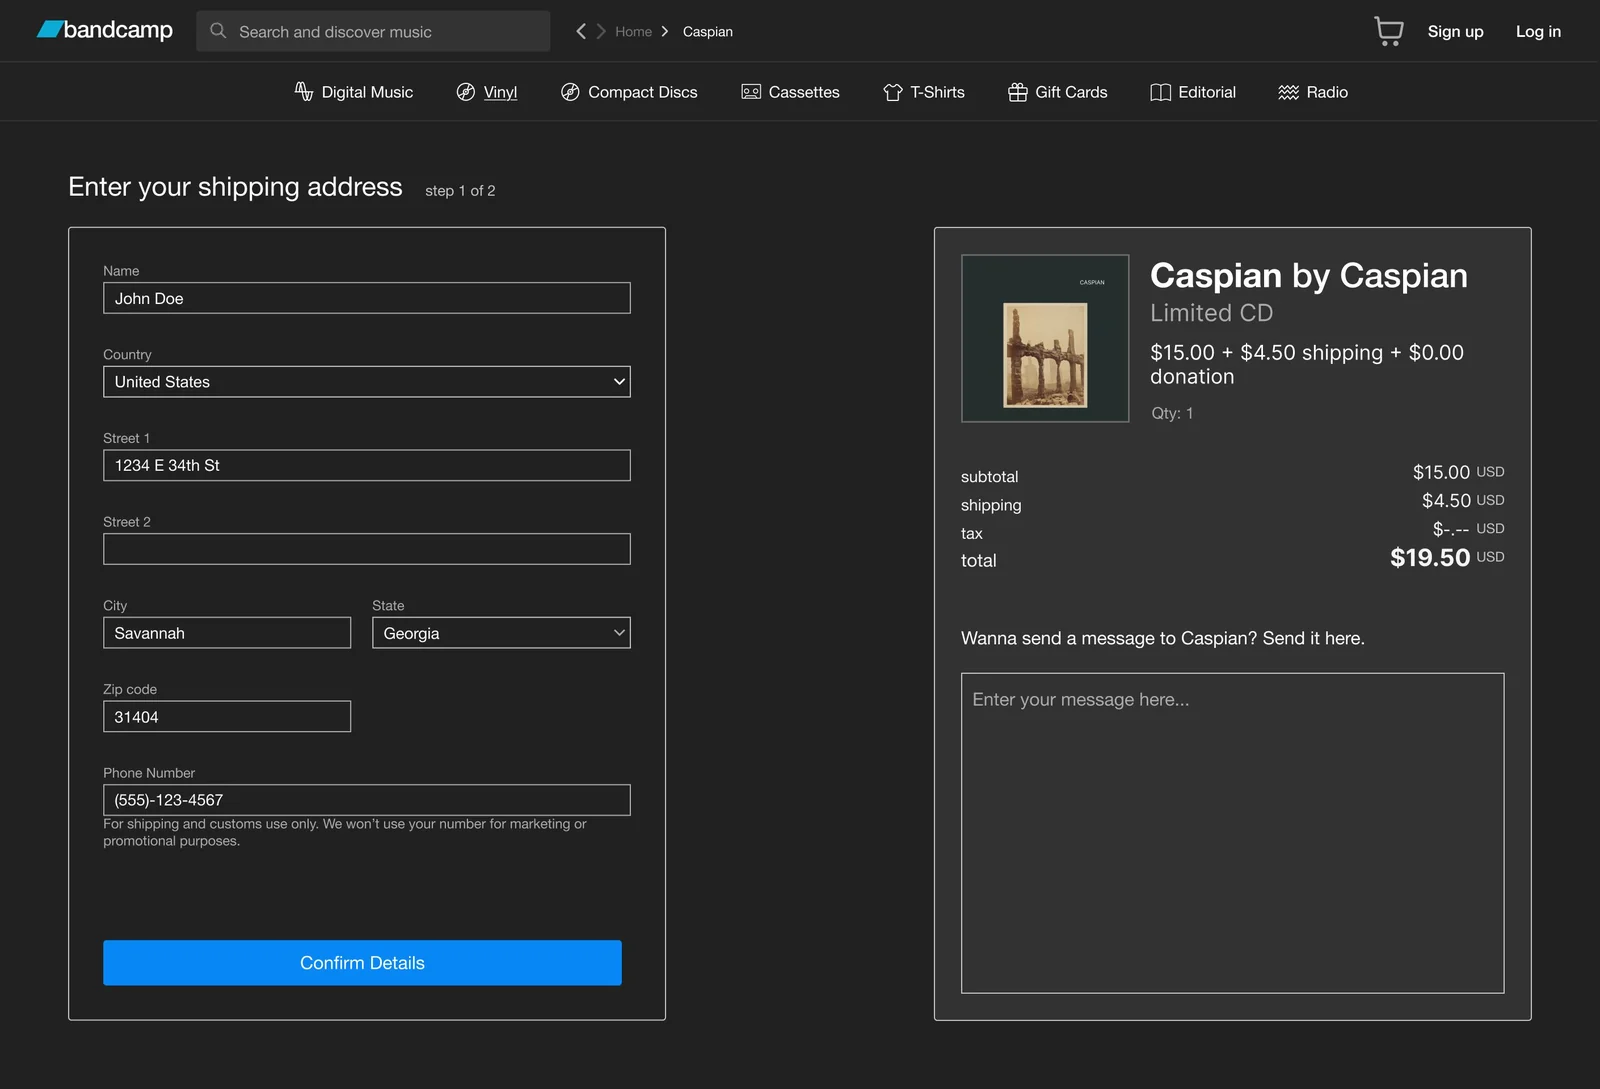 bandcamp
Search and discover music
Home
Caspian
Sign up
Log in
Digital Music
Vinyl
Compact Discs
Cassettes
T-Shirts
Gift Cards
Editorial
Radio
Enter your shipping address
step 1 of 2
Name
John Doe
Country
United States
Street 1
1234 E 34th St
Street 2
City
State
Savannah
Georgia
Zip code
31404
Phone Number
(555)-123-4567
For shipping and customs use only. We won't use your number for marketing or
promotional purposes.
Confirm Details
CASPIAN
Caspian by Caspian
Limited CD
$15.00 + $4.50 shipping + $0.00
donation
Qty: 1
subtotal $15.00 USD
shipping $4.50 USD
tax $-.-- USD
total $19.50 USD
Wanna send a message to Caspian? Send it here.
Enter your message here...